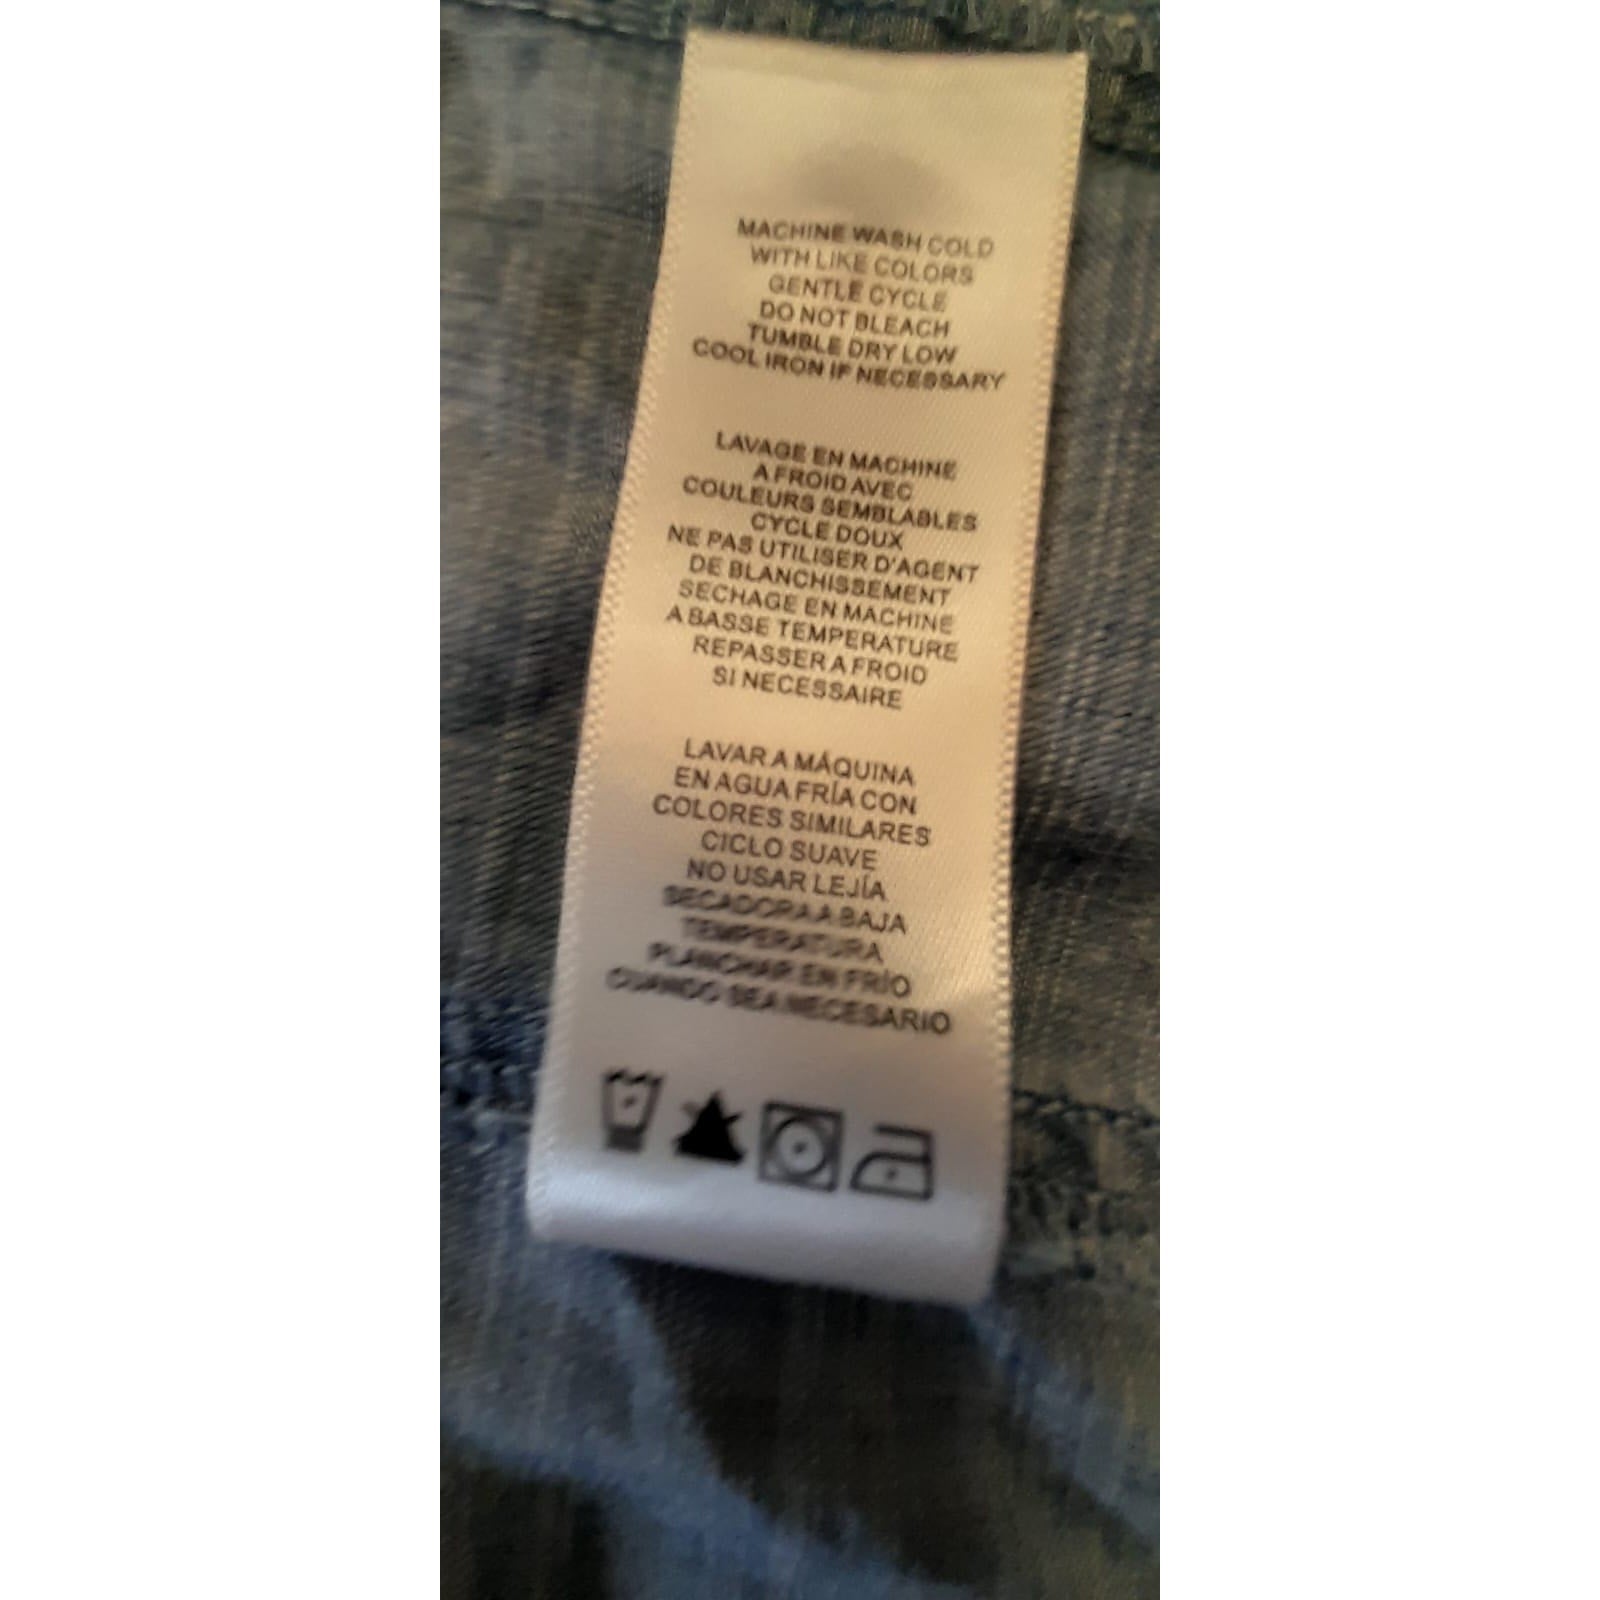 MACHINE WASH COLD
WITH LIKE COLORS
GENTLE CYCLE
DO NOT BLEACH
TUMBLE DRY LOW
COOL IRON IF NECESSARY
LAVAGE EN MACHINE
A FROID AVEC
COULEURS SEMBLABLES
CYCLE DOUX
NE PAS UTILISER D'AGENT
DE BLANCHISSEMENT
SECHAGE EN MACHINE
A BASSE TEMPERATURE
REPASSER A FROID
SI NECESSAIRE
LAVAR A MÁQUINA
EN AGUA FRÍA CON
COLORES SIMILARES
CICLO SUAVE
NO USAR LEJÍA
SECADORA A BAJA
TEMPERATURA
PLANCHAR EN FRÍO
CUANDO SEA NECESARIO